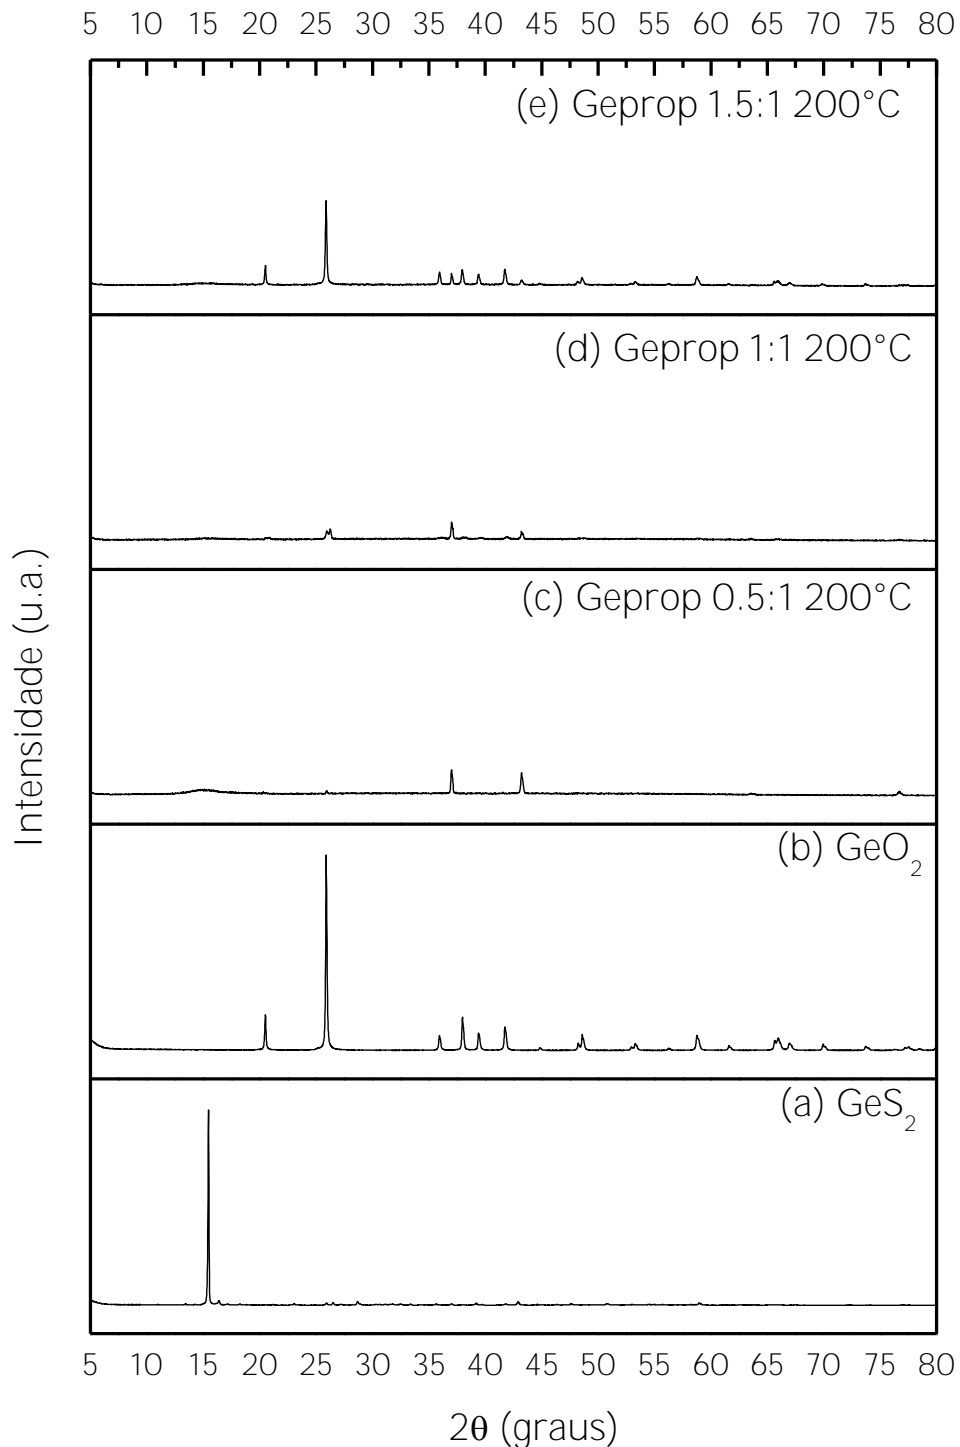 5 10 15 20 25 30 35 40 45 50 55 60 65 70 75 80
(e) Geprop 1.5:1 200°C
(d) Geprop 1:1 200°C
(c) Geprop 0.5:1 200°C
(b) GeO₂
(a) GeS₂
Intensidade (u.a.)
5 10 15 20 25 30 35 40 45 50 55 60 65 70 75 80
2θ (graus)